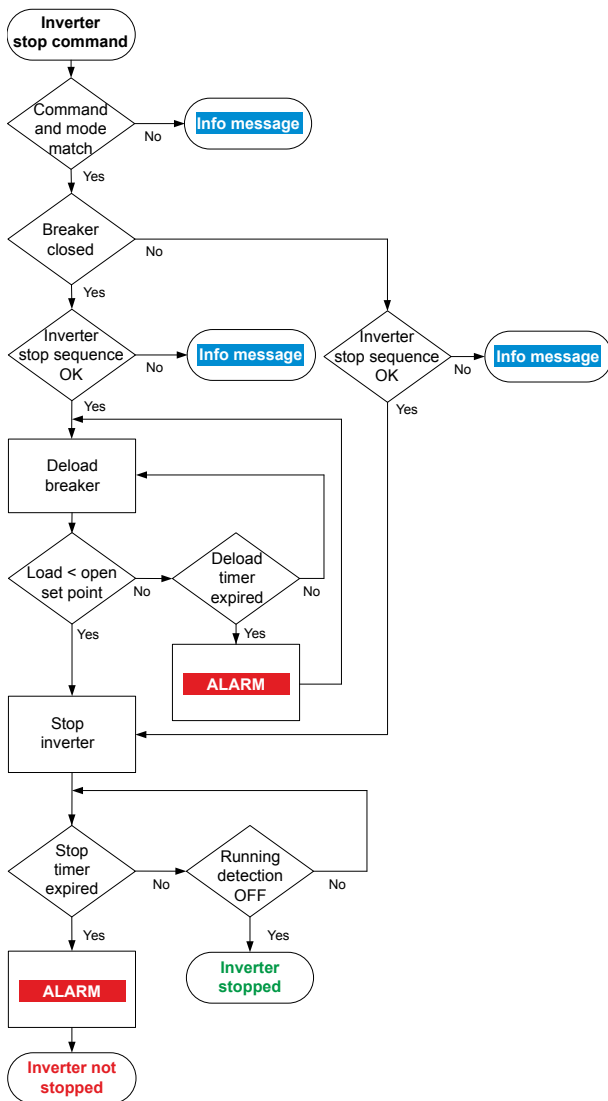 Inverter
stop command
Command
and mode
match
No
Info message
Yes
Breaker
closed
No
Yes
Inverter
stop sequence
OK
No
Info message
Yes
Inverter
stop sequence
OK
No
Info message
Yes
Deload
breaker
Load < open
set point
No
Deload
timer
expired
No
Yes
Yes
ALARM
Stop
inverter
Stop
timer
expired
No
Running
detection
OFF
No
Yes
Yes
ALARM
Inverter
stopped
Inverter not
stopped